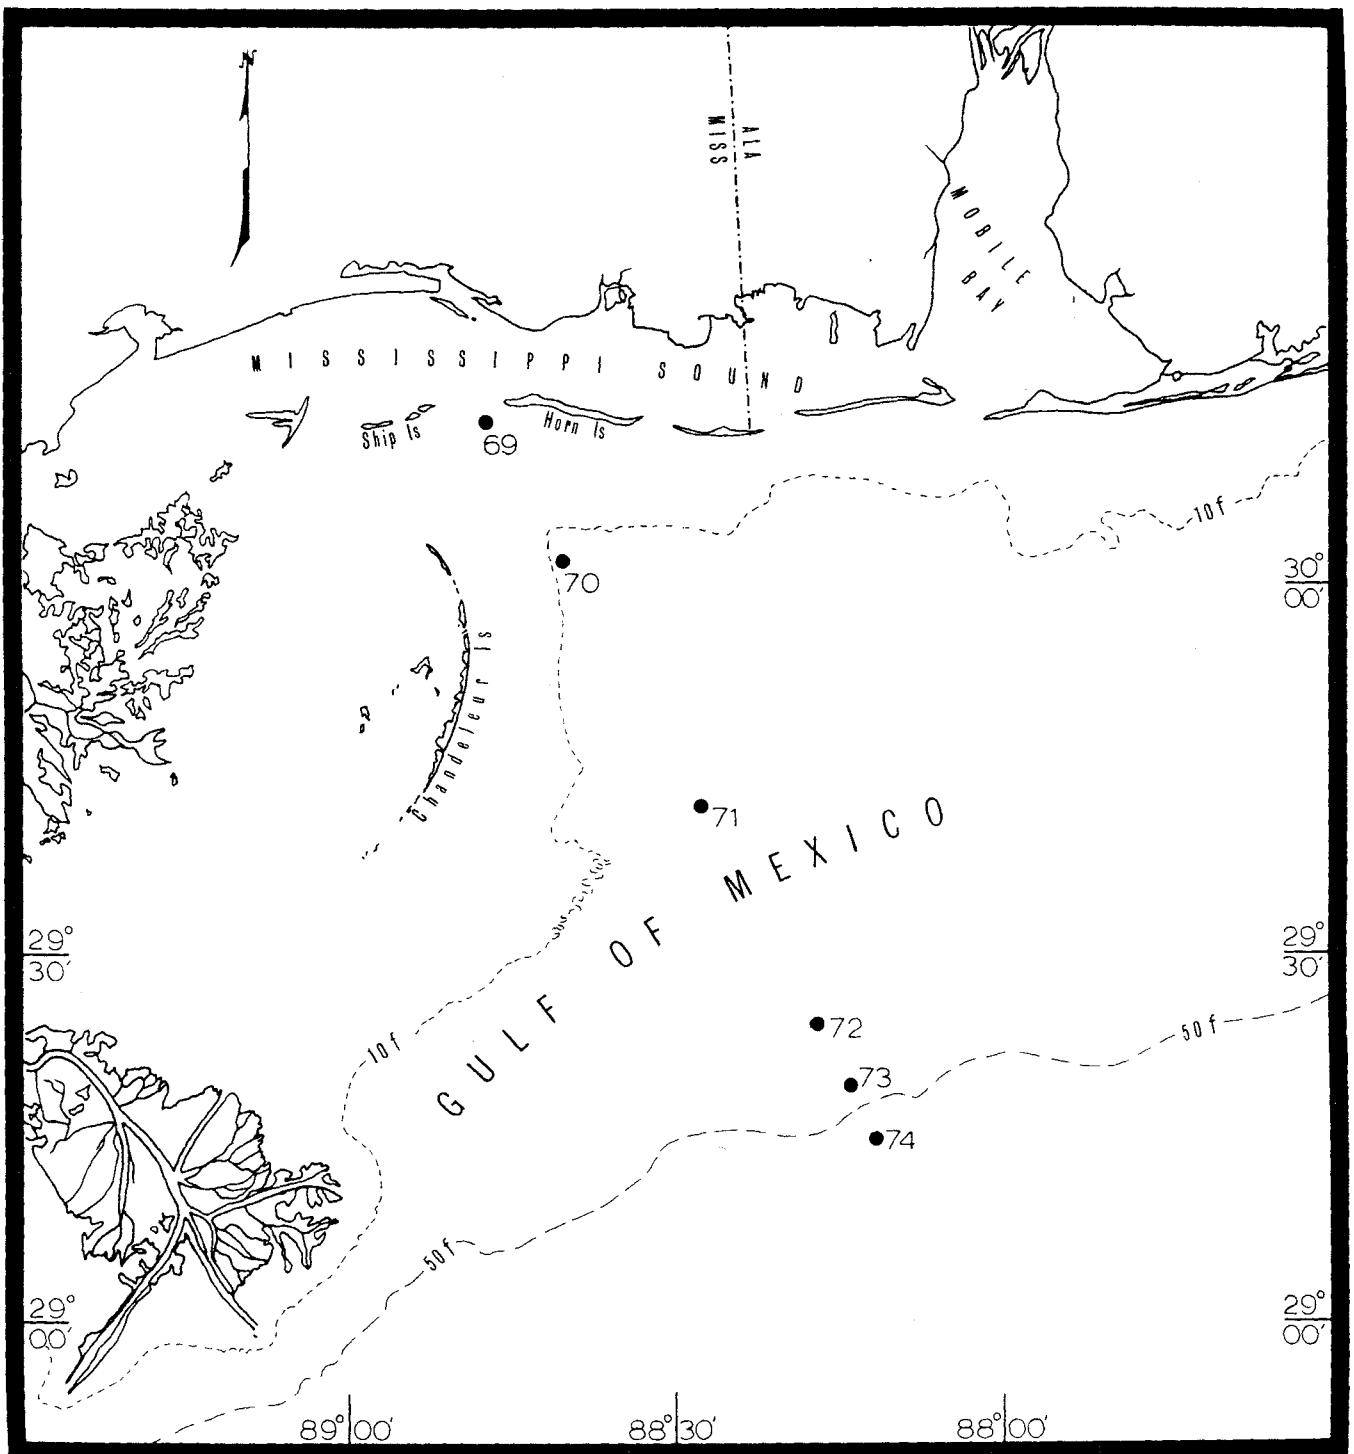 N
MISS
ALA
MOBILE
BAY
MISSISSIPPI SOUND
Ship Is
69
Horn Is
10f
70
30°
00'
Chandeleur Is
71
GULF OF MEXICO
29°
30'
29°
30'
72
50f
10f
73
74
50f
29°
00'
29°
00'
89°00'
88°30'
88°00'